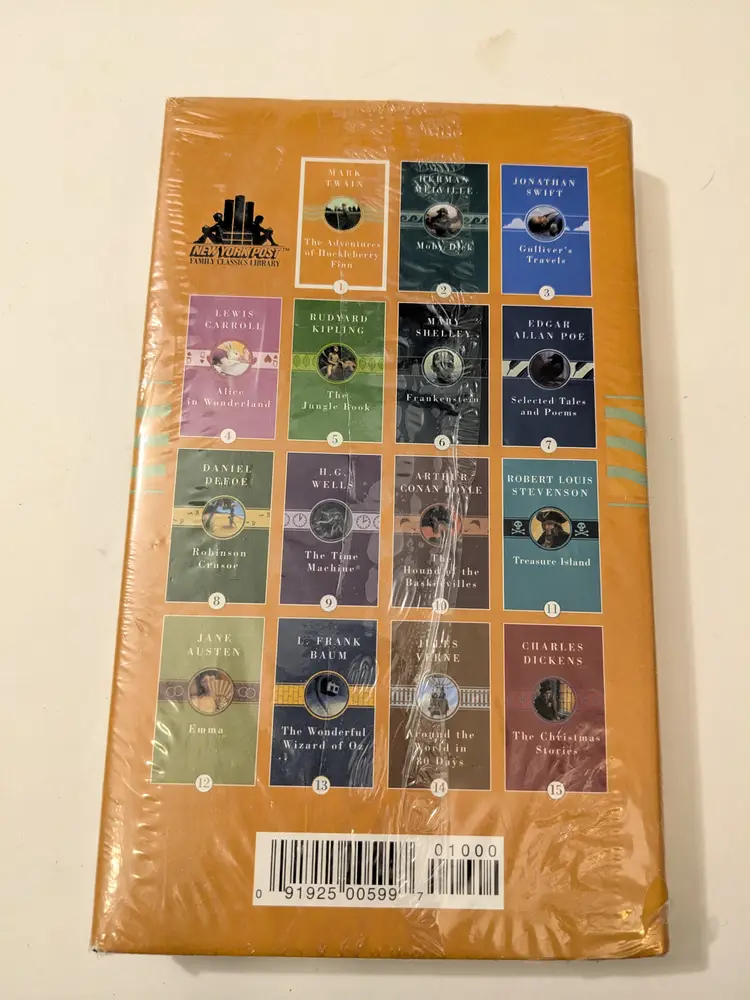 NEW YORK POST™
FAMILY CLASSICS LIBRARY
MARK
TWAIN
The Adventures
of Huckleberry
Finn
1
HERMAN
MELVILLE
Moby Dick
2
JONATHAN
SWIFT
Gulliver's
Travels
3
LEWIS
CARROLL
Alice
in Wonderland
4
RUDYARD
KIPLING
The
Jungle Book
5
MARY
SHELLEY
Frankenstein
6
EDGAR
ALLAN POE
Selected Tales
and Poems
7
DANIEL
DEFOE
Robinson
Crusoe
8
H.G.
WELLS
The Time
Machine
9
ARTHUR
CONAN DOYLE
The
Hound of the
Baskervilles
10
ROBERT LOUIS
STEVENSON
Treasure Island
11
JANE
AUSTEN
Emma
12
L. FRANK
BAUM
The Wonderful
Wizard of Oz
13
JULES
VERNE
Around the
World in
80 Days
14
CHARLES
DICKENS
The Christmas
Stories
15
01000
0 91925 00599 7